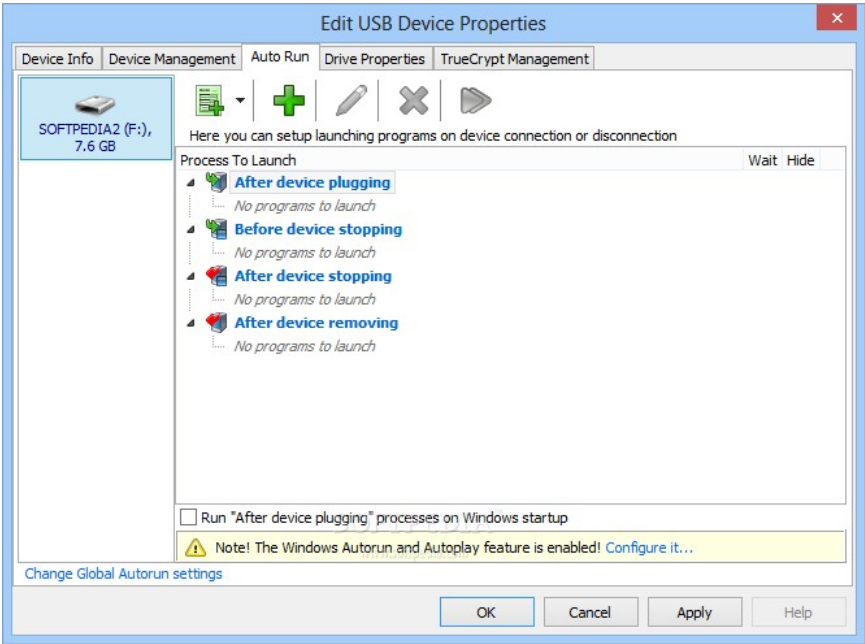 Edit USB Device Properties
Device Info Device Management Auto Run Drive Properties TrueCrypt Management
SOFTPEDIA2 (F:),
7.6 GB
Here you can setup launching programs on device connection or disconnection
Process To Launch Wait Hide
After device plugging
No programs to launch
Before device stopping
No programs to launch
After device stopping
No programs to launch
After device removing
No programs to launch
Run "After device plugging" processes on Windows startup
SOFTPEDIA
Note! The Windows Autorun and Autoplay feature is enabled! Configure it...
Change Global Autorun settings
OK Cancel Apply Help